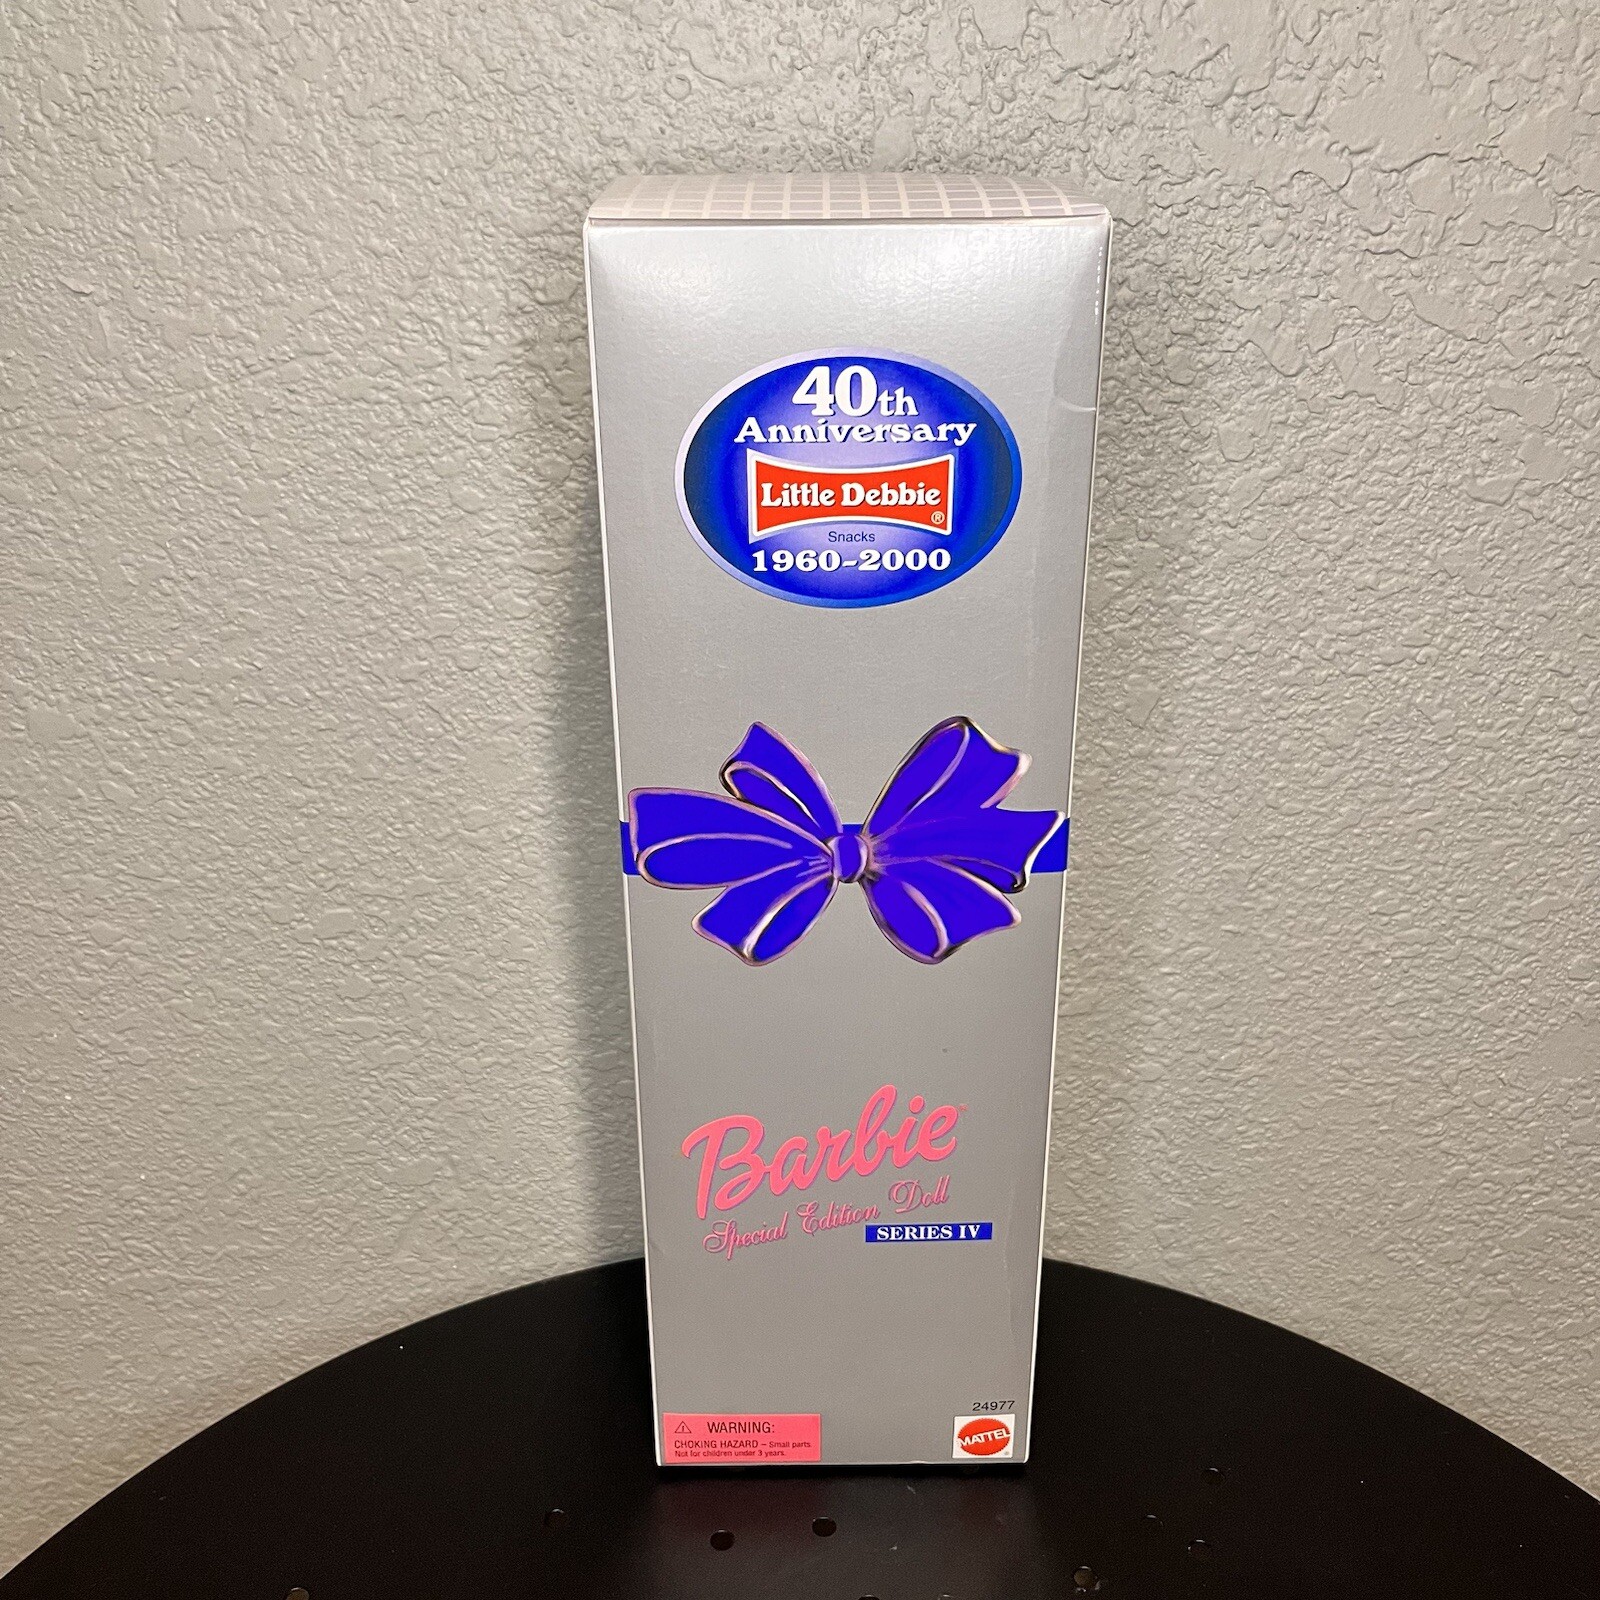 40th
Anniversary
Little Debbie
®
Snacks
1960-2000
Barbie
Special Edition Doll
SERIES IV
24977
WARNING:
CHOKING HAZARD – Small parts.
Not for children under 3 years.
MATTEL